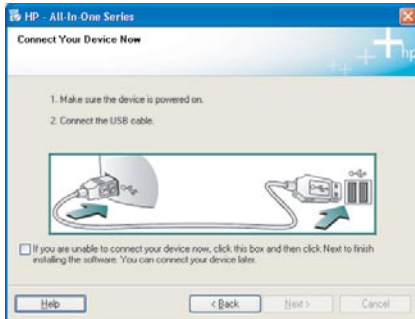 HP - All-In-One Series
Connect Your Device Now
hp
1. Make sure the device is powered on.
2. Connect the USB cable.
If you are unable to connect your device now, click this box and then click Next to finish
installing the software. You can connect your device later.
Help
< Back
Next >
Cancel